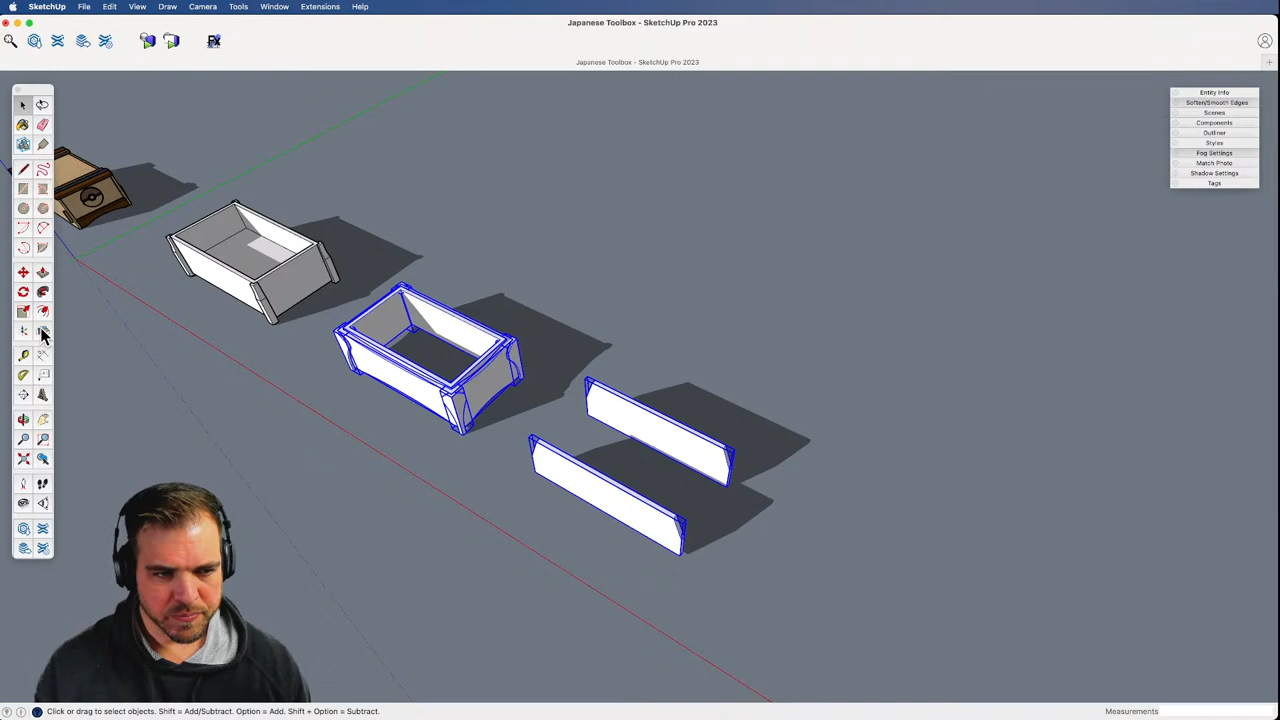 SketchUp File Edit View Draw Camera Tools Window Extensions Help
Japanese Toolbox - SketchUp Pro 2023
Japanese Toolbox - SketchUp Pro 2023
Entity Info
Soften/Smooth Edges
Scenes
Components
Outliner
Styles
Fog Settings
Match Photo
Shadow Settings
Tags
Click or drag to select objects. Shift = Add/Subtract. Option = Add. Shift + Option = Subtract.
Measurements